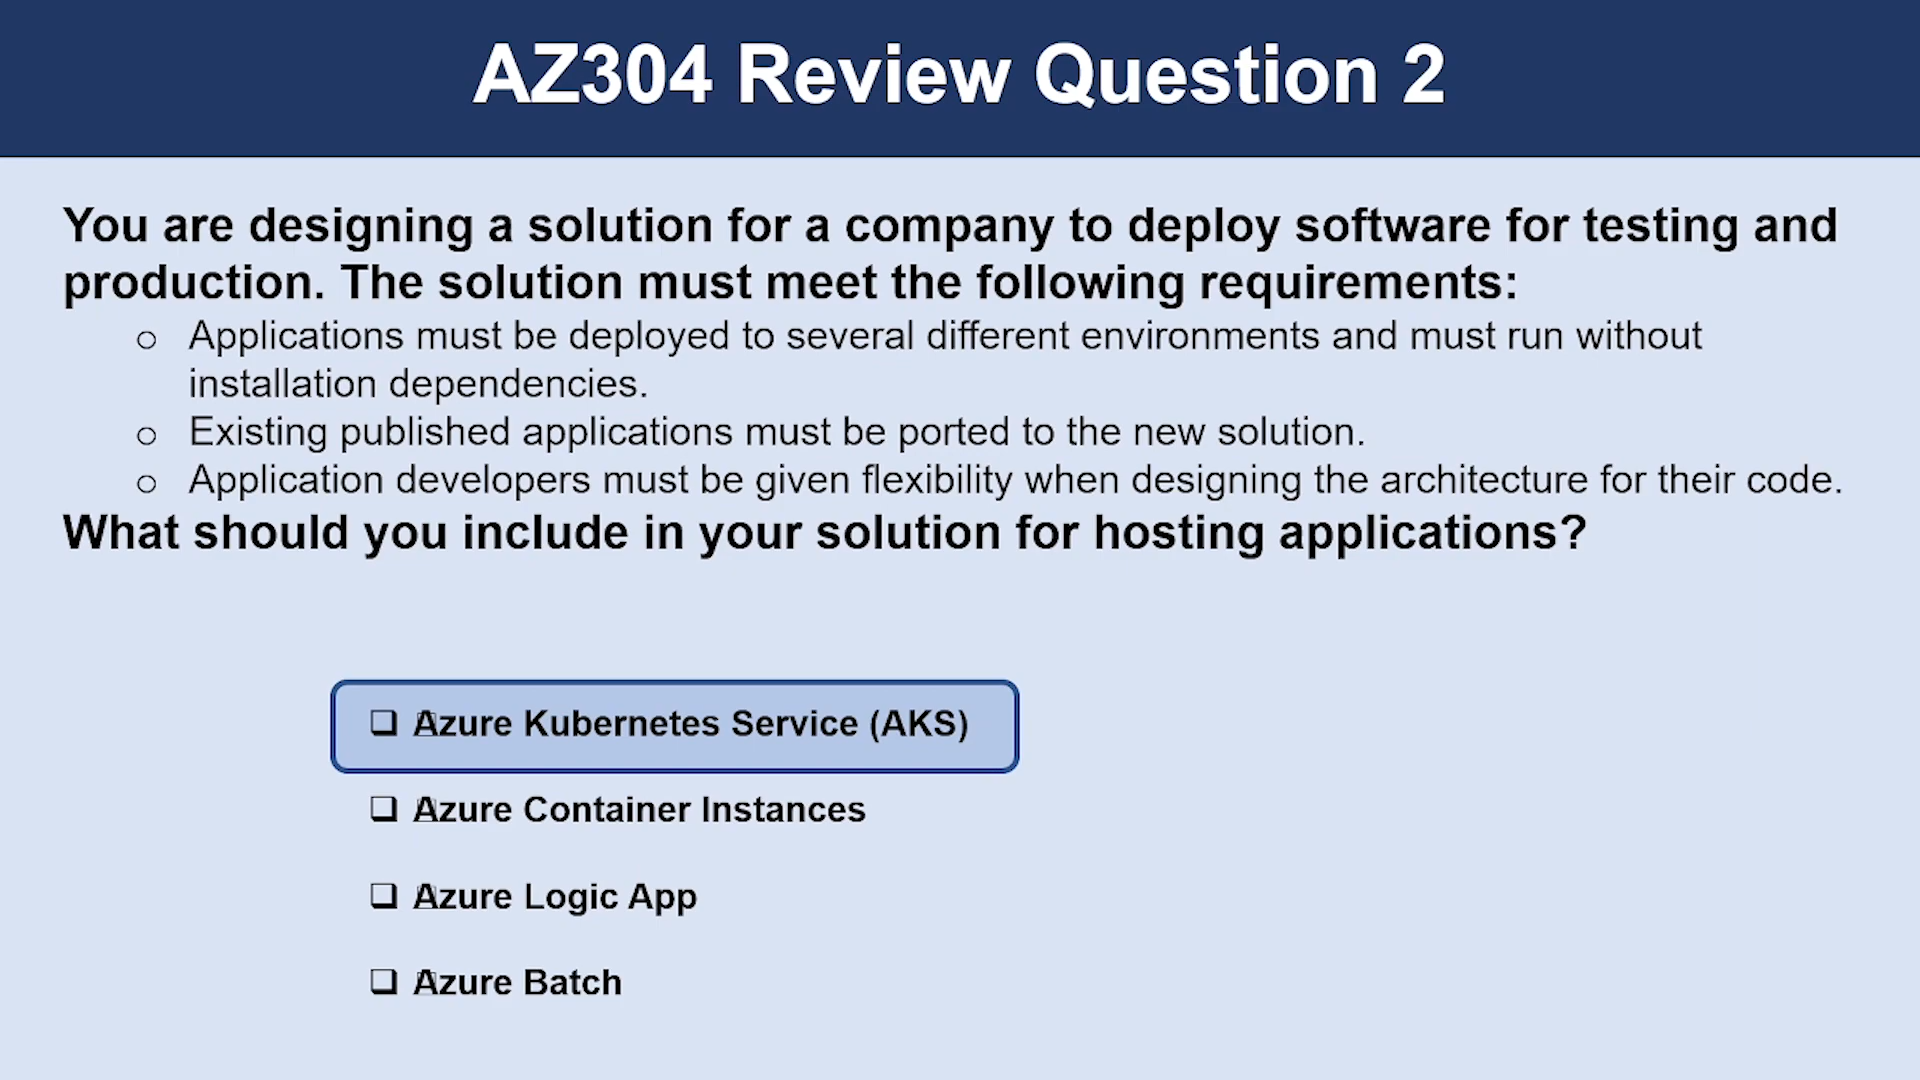 AZ304 Review Question 2
You are designing a solution for a company to deploy software for testing and
production. The solution must meet the following requirements:
o Applications must be deployed to several different environments and must run without
installation dependencies.
o Existing published applications must be ported to the new solution.
o Application developers must be given flexibility when designing the architecture for their code.
What should you include in your solution for hosting applications?
❑ Azure Kubernetes Service (AKS)
❑ Azure Container Instances
❑ Azure Logic App
❑ Azure Batch